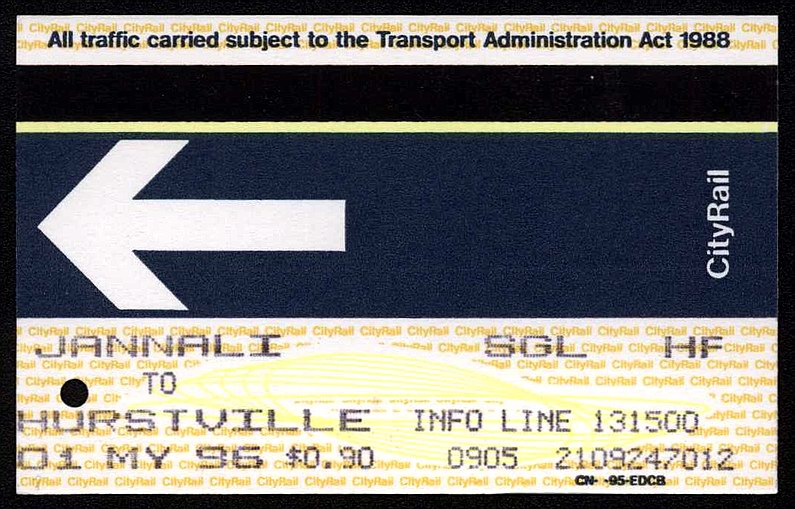 All traffic carried subject to the Transport Administration Act 1988
CityRail
JANNALI SGL HF
TO
HURSTVILLE INFO LINE 131500
01 MY 96 $0.90 0905 2109247012
CN- -95-EDCB